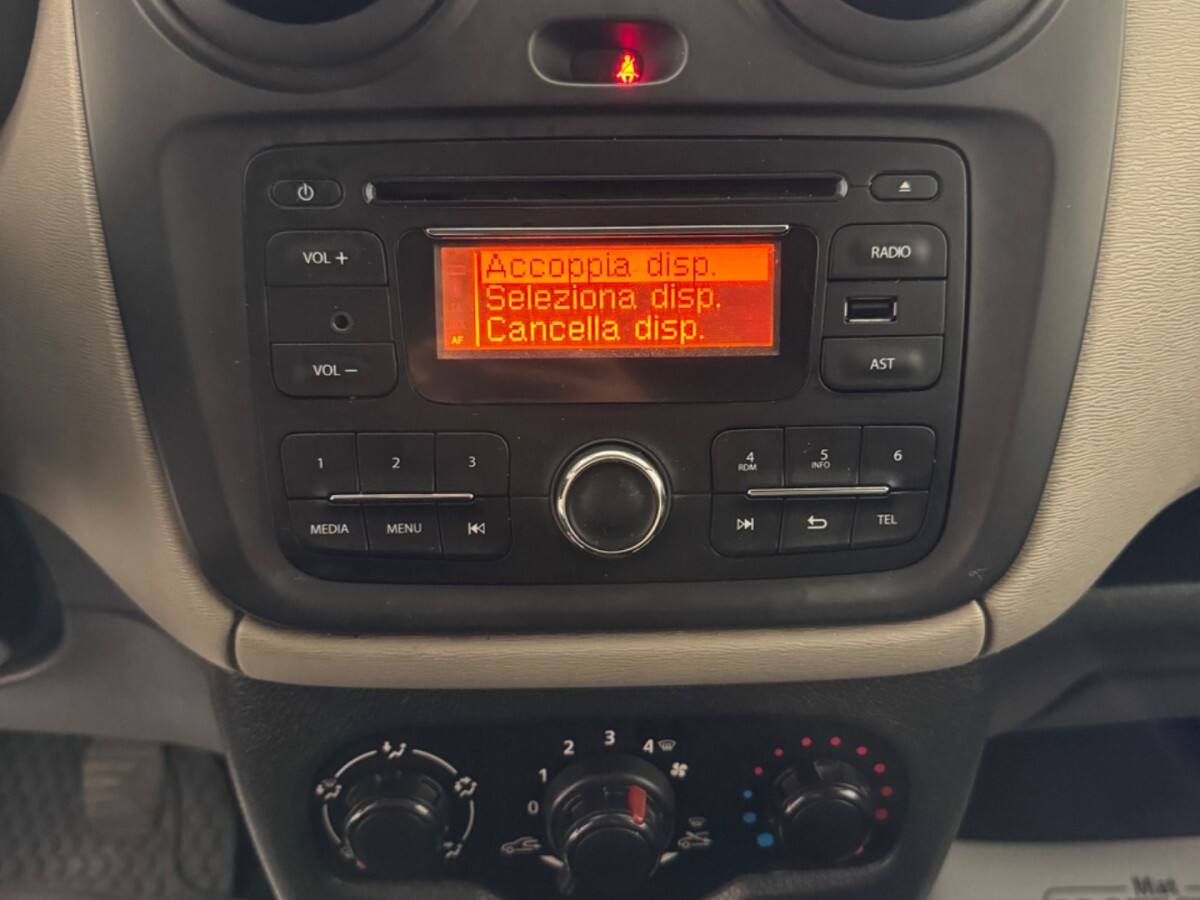 VOL +
RADIO
Accoppia disp.
Seleziona disp.
Cancella disp.
AF
VOL –
AST
1 2 3
4 5 6
RDM INFO
MEDIA MENU
TEL
0 1 2 3 4
Mat